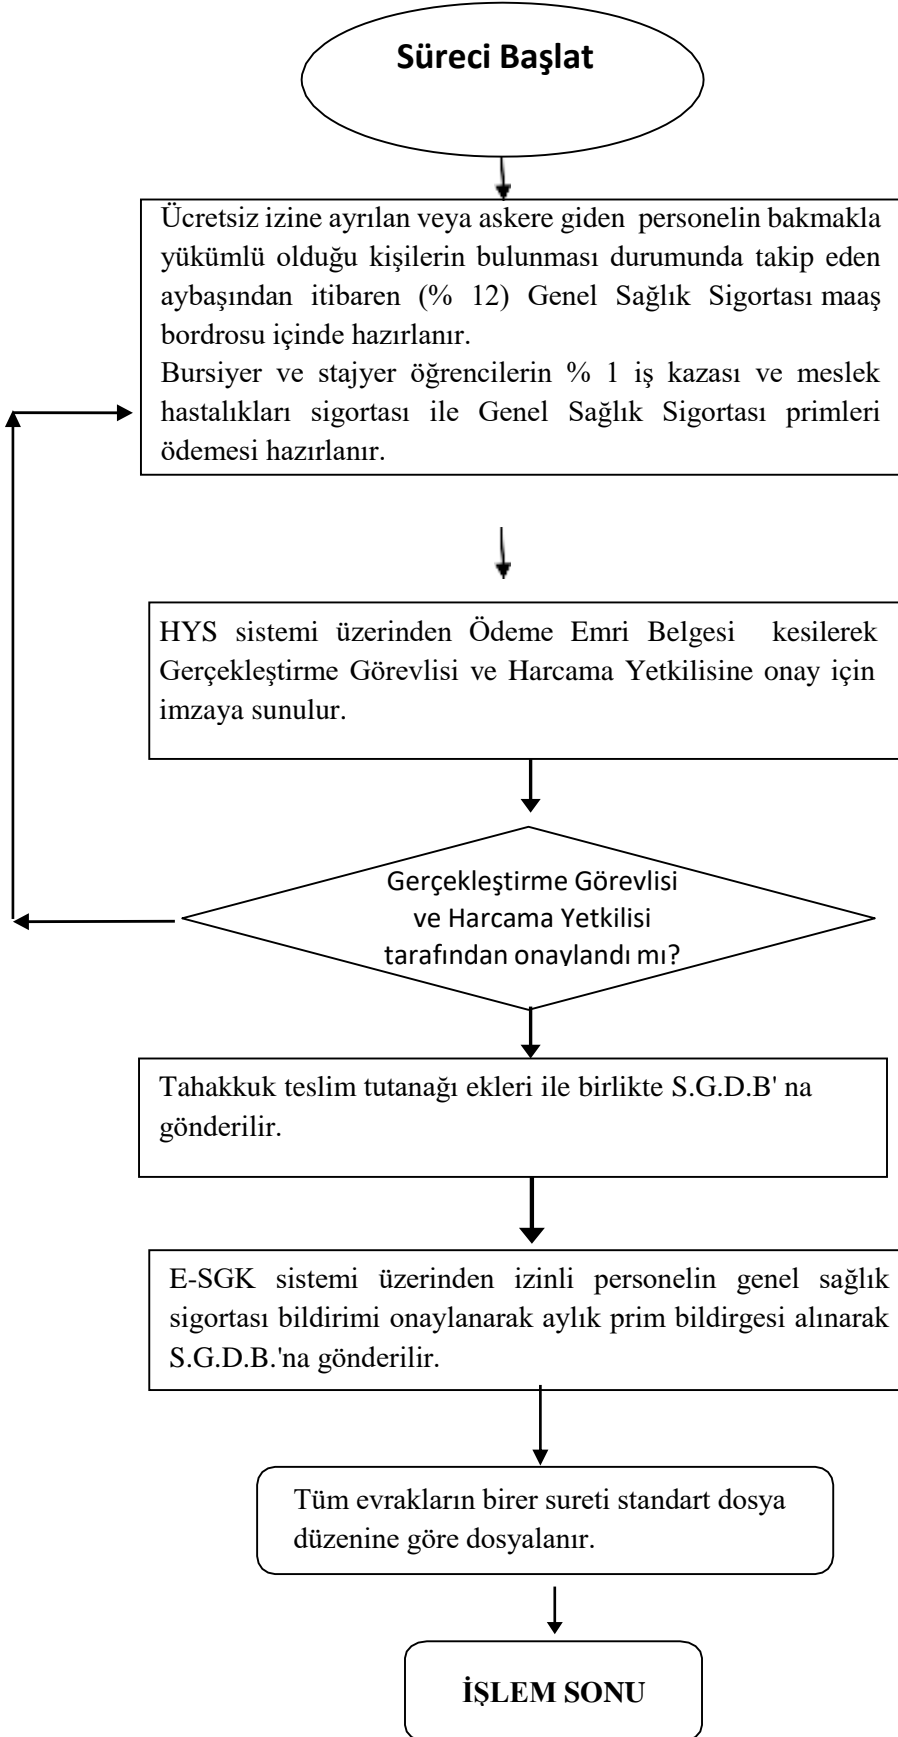 Süreci Başlat
Ücretsiz izine ayrılan veya askere giden personelin bakmakla
yükümlü olduğu kişilerin bulunması durumunda takip eden
aybaşından itibaren (% 12) Genel Sağlık Sigortası maaş
bordrosu içinde hazırlanır.
Bursiyer ve stajyer öğrencilerin % 1 iş kazası ve meslek
hastalıkları sigortası ile Genel Sağlık Sigortası primleri
ödemesi hazırlanır.
HYS sistemi üzerinden Ödeme Emri Belgesi kesilerek
Gerçekleştirme Görevlisi ve Harcama Yetkilisine onay için
imzaya sunulur.
Gerçekleştirme Görevlisi
ve Harcama Yetkilisi
tarafından onaylandı mı?
Tahakkuk teslim tutanağı ekleri ile birlikte S.G.D.B' na
gönderilir.
E-SGK sistemi üzerinden izinli personelin genel sağlık
sigortası bildirimi onaylanarak aylık prim bildirgesi alınarak
S.G.D.B.'na gönderilir.
Tüm evrakların birer sureti standart dosya
düzenine göre dosyalanır.
İŞLEM SONU